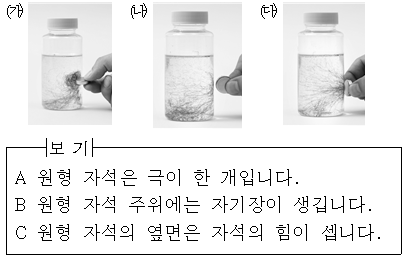 (가) (나) (다)
보 기
A 원형 자석은 극이 한 개입니다.
B 원형 자석 주위에는 자기장이 생깁니다.
C 원형 자석의 옆면은 자석의 힘이 셉니다.